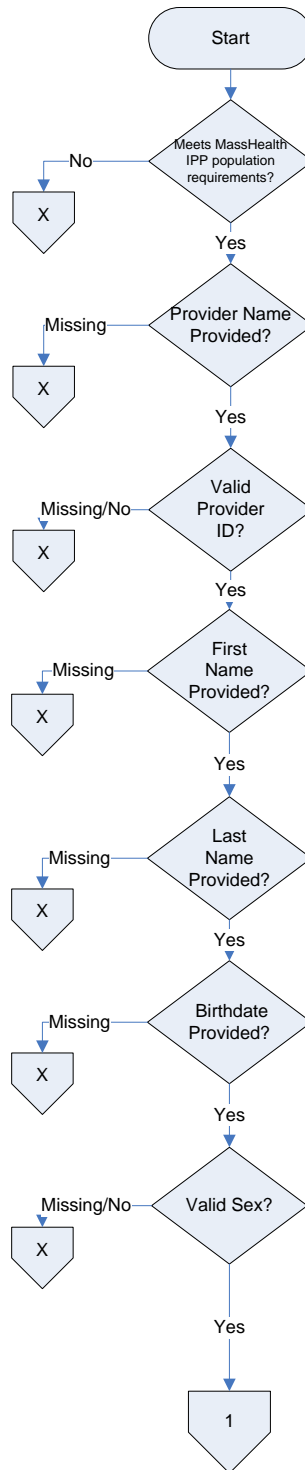 Start
Meets MassHealth
IPP population
requirements?
No
X
Yes
Provider Name
Provided?
Missing
X
Yes
Valid
Provider
ID?
Missing/No
X
Yes
First
Name
Provided?
Missing
X
Yes
Last
Name
Provided?
Missing
X
Yes
Birthdate
Provided?
Missing
X
Yes
Valid Sex?
Missing/No
X
Yes
1